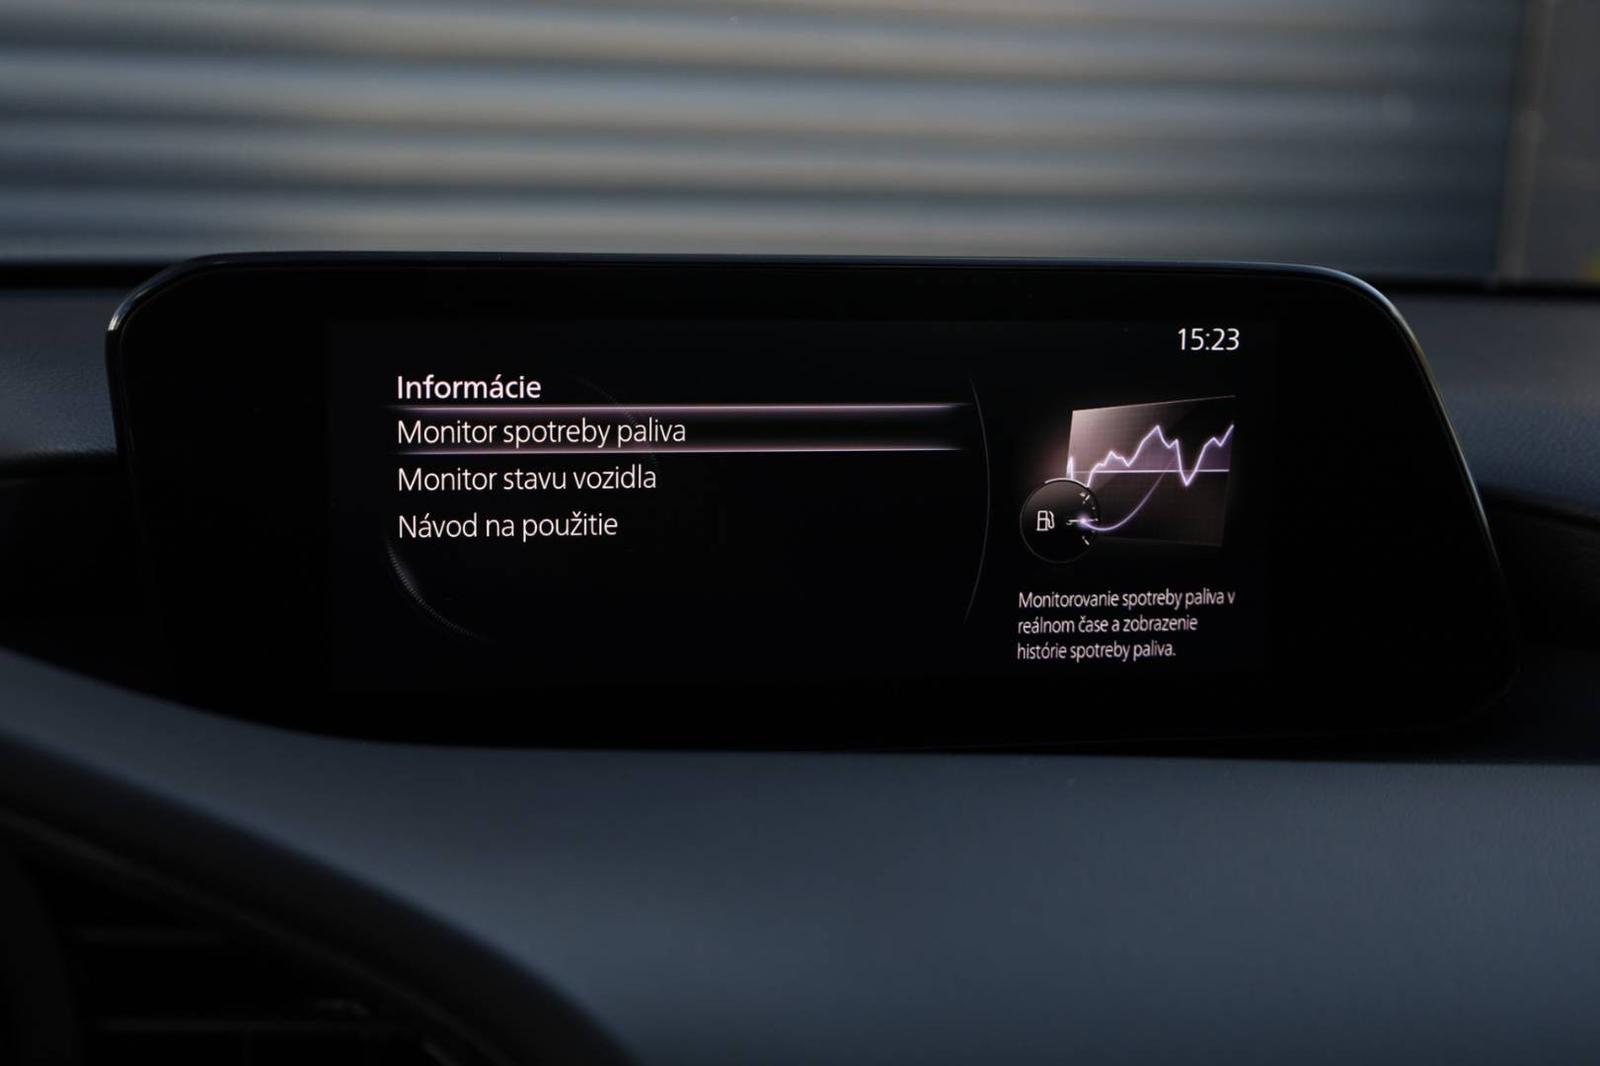 15:23
Informácie
Monitor spotreby paliva
Monitor stavu vozidla
Návod na použitie
Monitorovanie spotreby paliva v
reálnom čase a zobrazenie
histórie spotreby paliva.